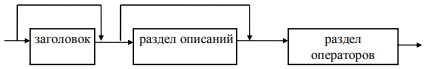 заголовок
раздел описаний
раздел
операторов